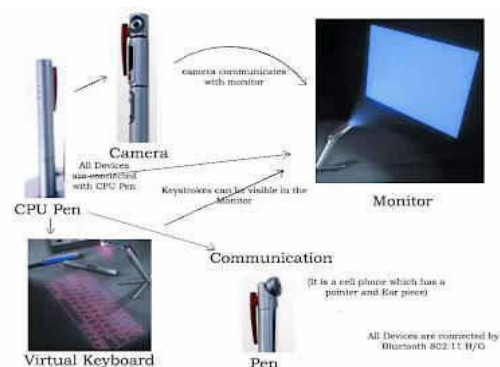 camera communicates
with monitor
Camera
All Devices
are connected
with CPU Pen
Keystrokes can be visible in the
Monitor
CPU Pen
Monitor
Communication
(It is a cell phone which has a
pointer and Ear piece)
All Devices are connected by
Bluetooth 802.11 B/G
Virtual Keyboard
Pen